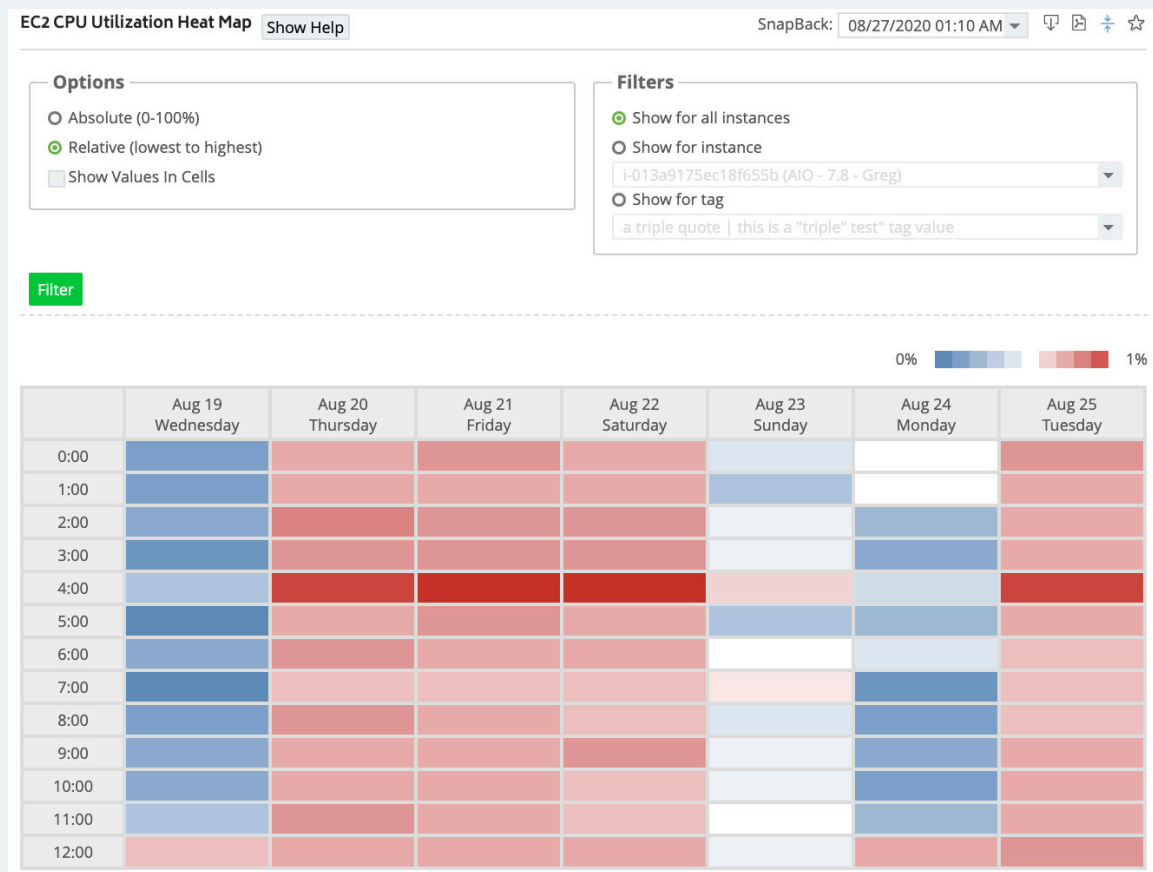 EC2 CPU Utilization Heat Map Show Help SnapBack: 08/27/2020 01:10 AM
Options
Absolute (0-100%)
Relative (lowest to highest)
Show Values In Cells
Filters
Show for all instances
Show for instance
i-013a9175ec18f655b (AIO - 7.8 - Greg)
Show for tag
a triple quote | this is a "triple" test" tag value
Filter
0% 1%
Aug 19 Aug 20 Aug 21 Aug 22 Aug 23 Aug 24 Aug 25
Wednesday Thursday Friday Saturday Sunday Monday Tuesday
0:00
1:00
2:00
3:00
4:00
5:00
6:00
7:00
8:00
9:00
10:00
11:00
12:00